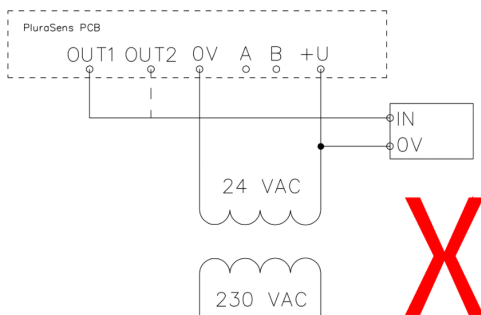 PluraSens PCB
OUT1 OUT2 0V A B +U
IN
0V
24 VAC
230 VAC
X